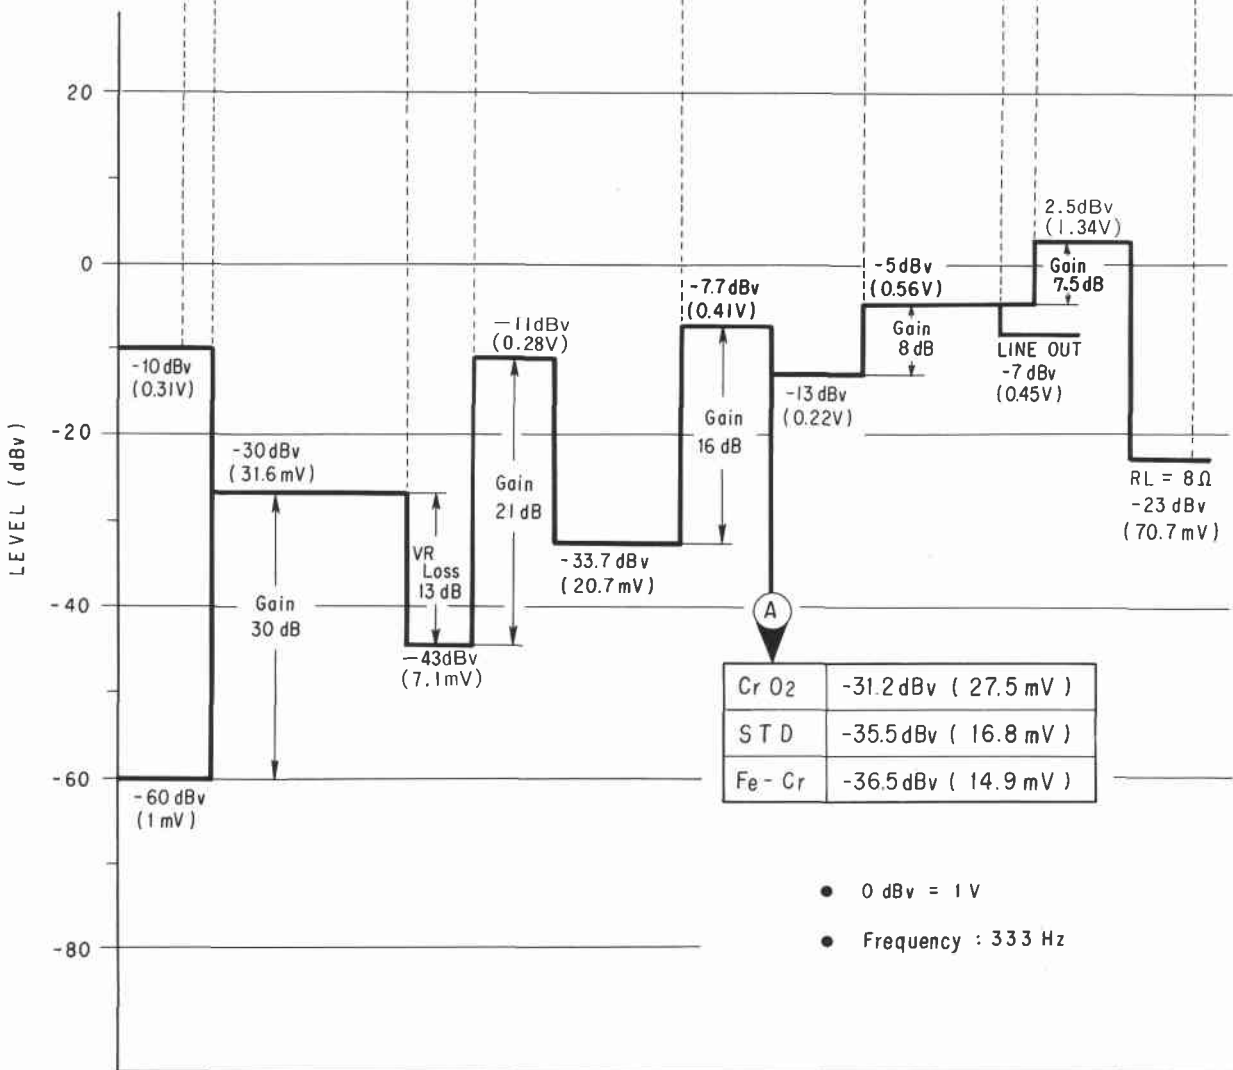 LEVEL ( dBv )
20
0
-20
-40
-60
-80
-10 dBv
(0.31V)
-60 dBv
(1 mV)
-30 dBv
(31.6 mV)
Gain
30 dB
VR
Loss
13 dB
-43dBv
(7.1mV)
-11dBv
(0.28V)
Gain
21 dB
-33.7 dBv
(20.7 mV)
-7.7 dBv
(0.41V)
Gain
16 dB
A
-13 dBv
(0.22V)
-5 dBv
(0.56V)
Gain
8 dB
LINE OUT
-7 dBv
(0.45V)
2.5dBv
(1.34V)
Gain
7.5 dB
RL = 8Ω
-23 dBv
(70.7 mV)
Cr O2 -31.2 dBv ( 27.5 mV )
STD -35.5 dBv ( 16.8 mV )
Fe - Cr -36.5 dBv ( 14.9 mV )
● 0 dBv = 1 V
● Frequency : 333 Hz